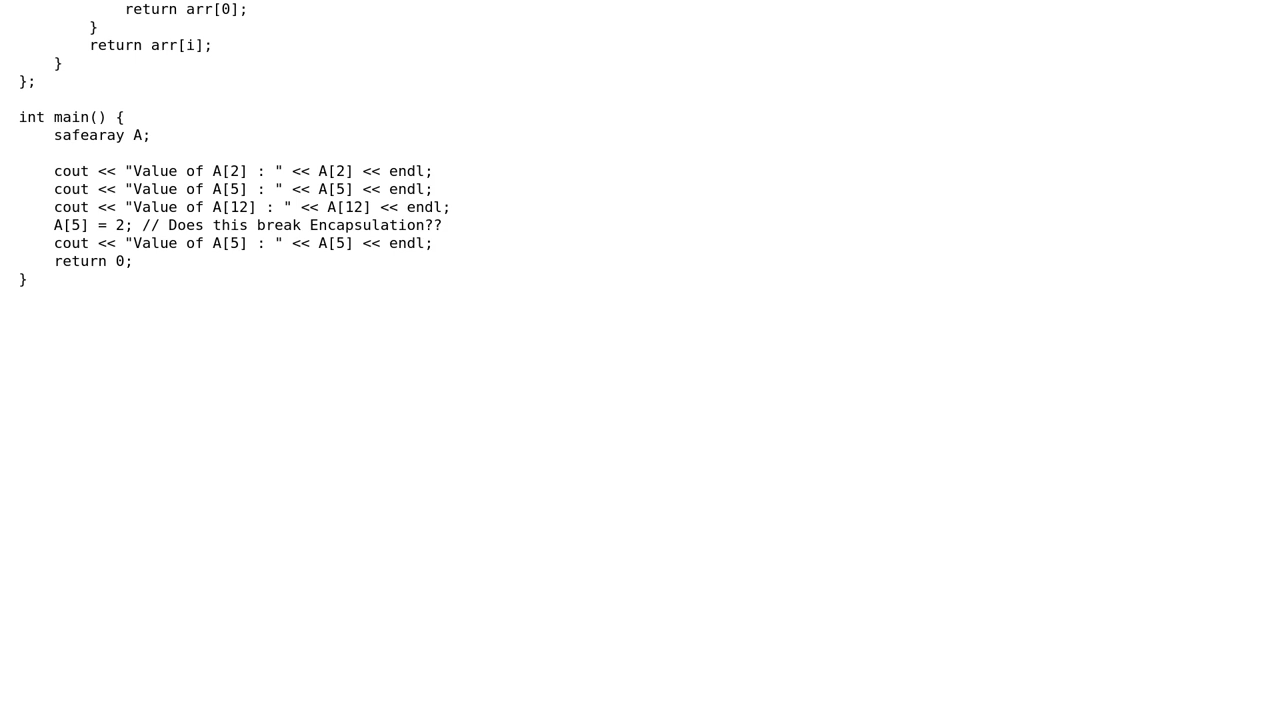 return arr[0];
        }
        return arr[i];
    }
};

int main() {
    safearay A;

    cout << "Value of A[2] : " << A[2] << endl;
    cout << "Value of A[5] : " << A[5] << endl;
    cout << "Value of A[12] : " << A[12] << endl;
    A[5] = 2; // Does this break Encapsulation??
    cout << "Value of A[5] : " << A[5] << endl;
    return 0;
}